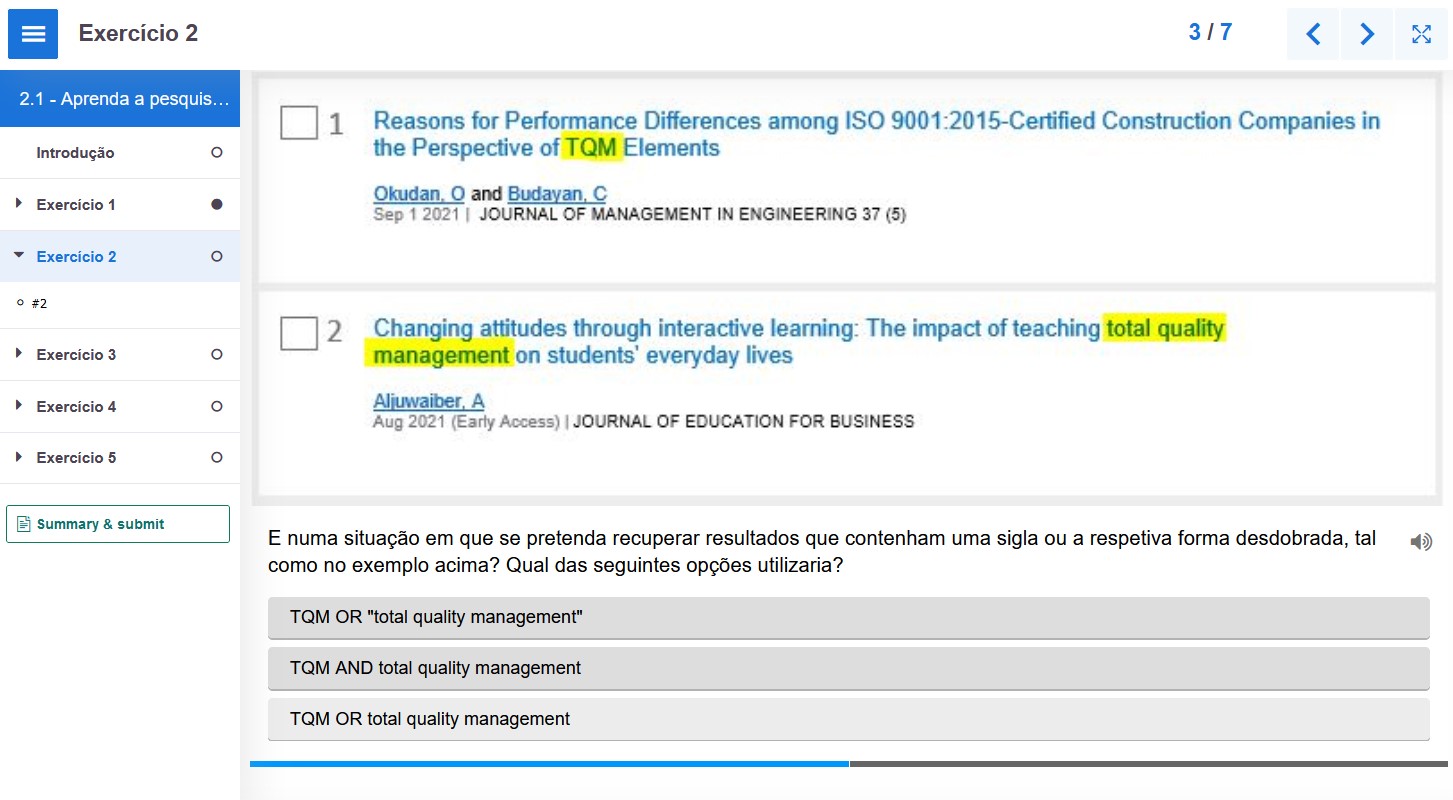 Exercício 2
3 / 7
2.1 - Aprenda a pesquis...
Introdução
Exercício 1
Exercício 2
#2
Exercício 3
Exercício 4
Exercício 5
Summary & submit
1
Reasons for Performance Differences among ISO 9001:2015-Certified Construction Companies in
the Perspective of TQM Elements
Okudan, O and Budayan, C
Sep 1 2021 | JOURNAL OF MANAGEMENT IN ENGINEERING 37 (5)
2
Changing attitudes through interactive learning: The impact of teaching total quality
management on students' everyday lives
Aljuwaiber, A
Aug 2021 (Early Access) | JOURNAL OF EDUCATION FOR BUSINESS
E numa situação em que se pretenda recuperar resultados que contenham uma sigla ou a respetiva forma desdobrada, tal
como no exemplo acima? Qual das seguintes opções utilizaria?
TQM OR "total quality management"
TQM AND total quality management
TQM OR total quality management